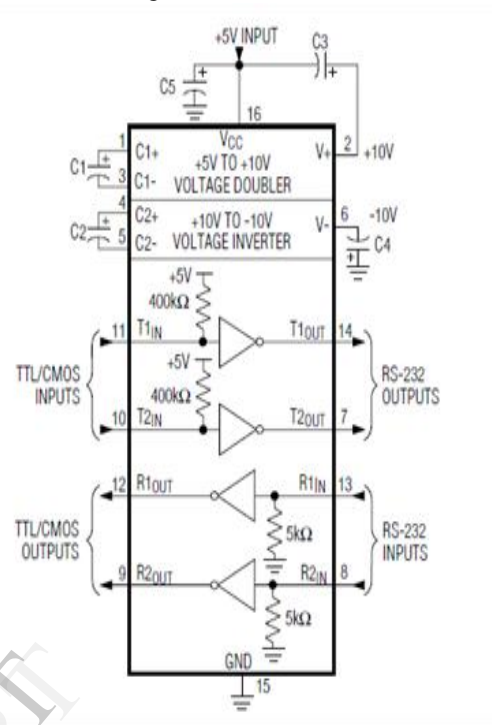 +5V INPUT
C3
+
+
C5
+
16
1
C1+
VCC
V+
2
+10V
C1
+
+5V TO +10V
3
C1-
VOLTAGE DOUBLER
4
C2+
+10V TO -10V
V-
6
-10V
C2
+
5
C2-
VOLTAGE INVERTER
C4
+
+5V
400kΩ
11
T1IN
T1OUT
14
+5V
TTL/CMOS
INPUTS
RS-232
OUTPUTS
400kΩ
10
T2IN
T2OUT
7
12
R1OUT
R1IN
13
5kΩ
TTL/CMOS
OUTPUTS
RS-232
INPUTS
9
R2OUT
R2IN
8
5kΩ
GND
15